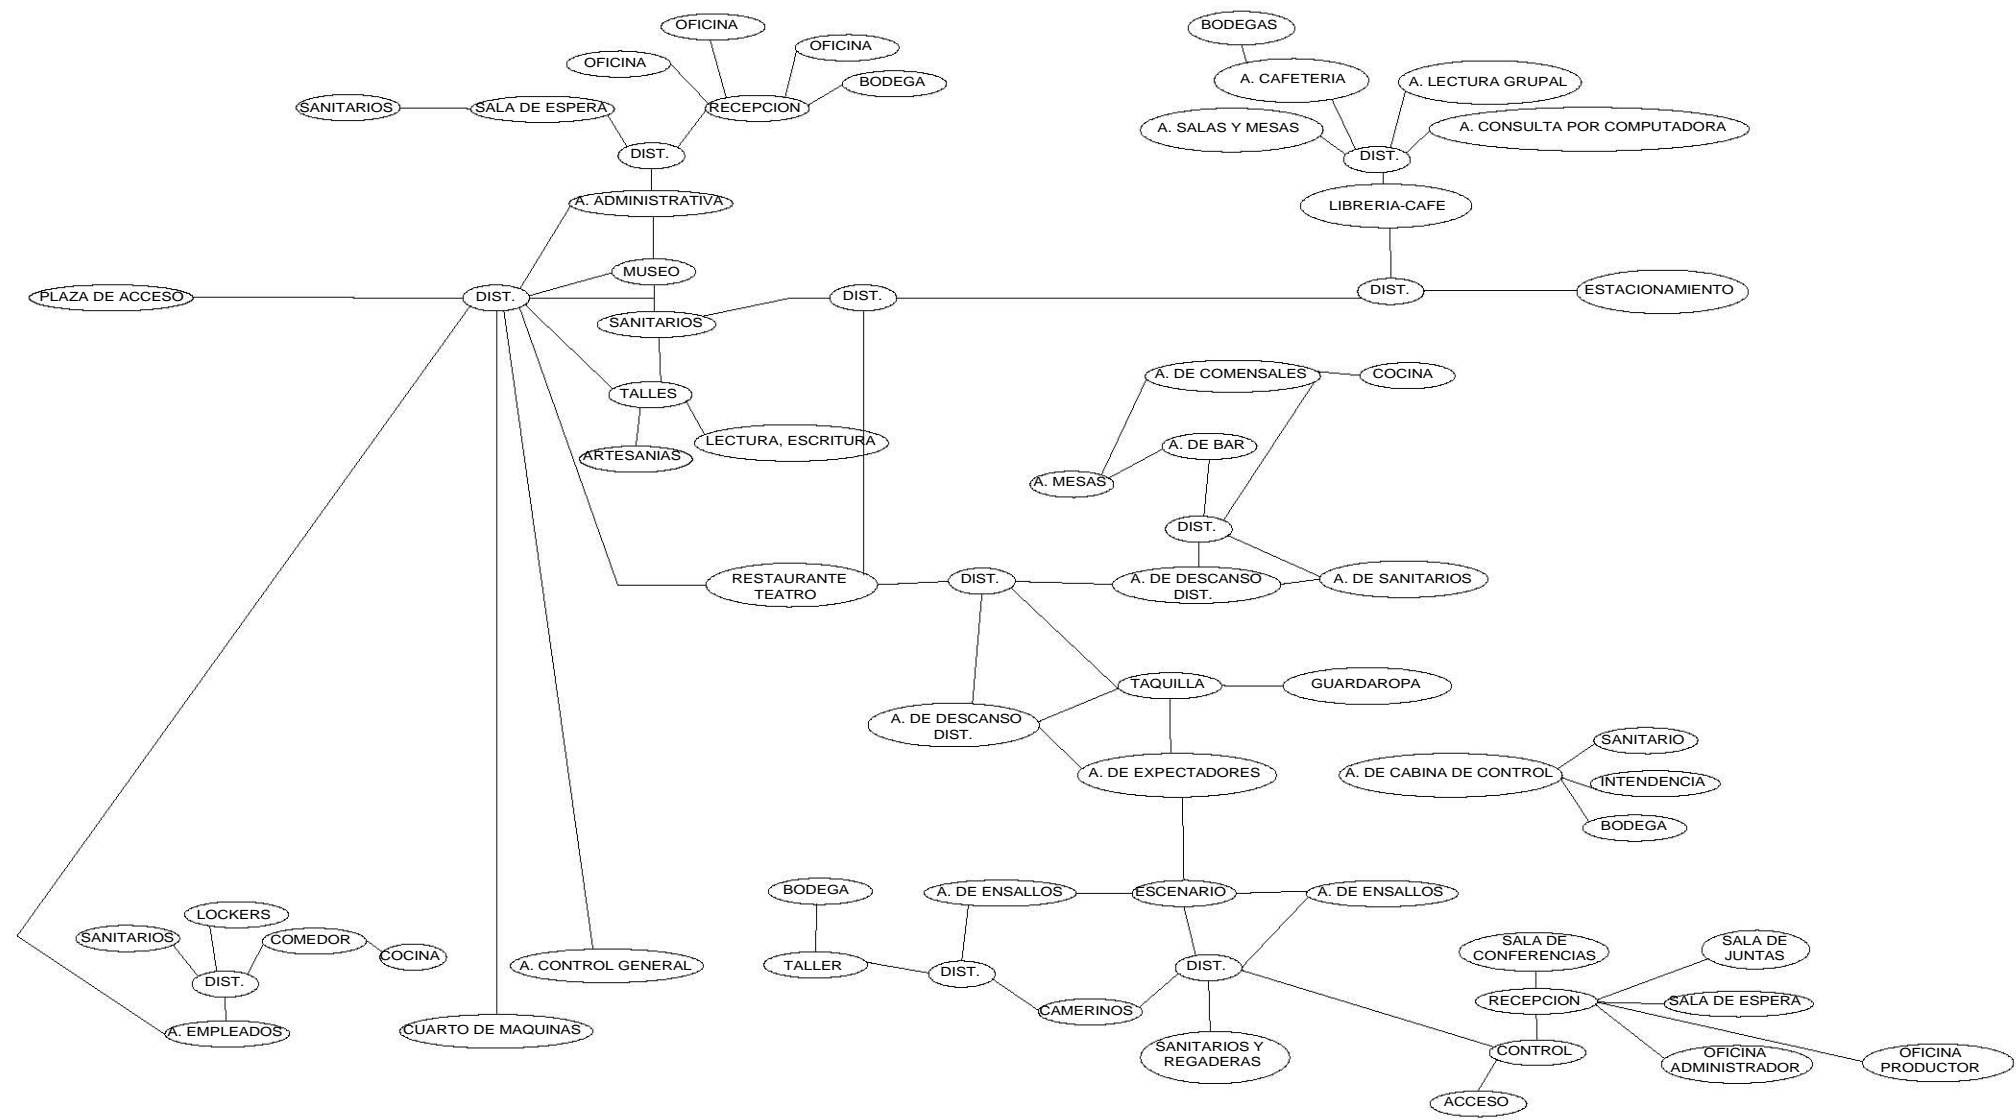 OFICINA
BODEGAS
OFICINA
OFICINA
BODEGA
A. CAFETERIA
A. LECTURA GRUPAL
SANITARIOS
SALA DE ESPERA
RECEPCION
A. SALAS Y MESAS
A. CONSULTA POR COMPUTADORA
DIST.
DIST.
A. ADMINISTRATIVA
LIBRERIA-CAFE
MUSEO
PLAZA DE ACCESO
DIST.
DIST.
DIST.
ESTACIONAMIENTO
SANITARIOS
A. DE COMENSALES
COCINA
TALLES
LECTURA, ESCRITURA
ARTESANIAS
A. DE BAR
A. MESAS
DIST.
RESTAURANTE
TEATRO
DIST.
A. DE DESCANSO
DIST.
A. DE SANITARIOS
TAQUILLA
GUARDAROPA
A. DE DESCANSO
DIST.
SANITARIO
A. DE EXPECTADORES
A. DE CABINA DE CONTROL
INTENDENCIA
BODEGA
BODEGA
A. DE ENSALLOS
ESCENARIO
A. DE ENSALLOS
LOCKERS
SANITARIOS
COMEDOR
COCINA
DIST.
A. EMPLEADOS
A. CONTROL GENERAL
CUARTO DE MAQUINAS
TALLER
DIST.
DIST.
CAMERINOS
SANITARIOS Y
REGADERAS
SALA DE
CONFERENCIAS
SALA DE
JUNTAS
RECEPCION
SALA DE ESPERA
CONTROL
OFICINA
ADMINISTRADOR
OFICINA
PRODUCTOR
ACCESO